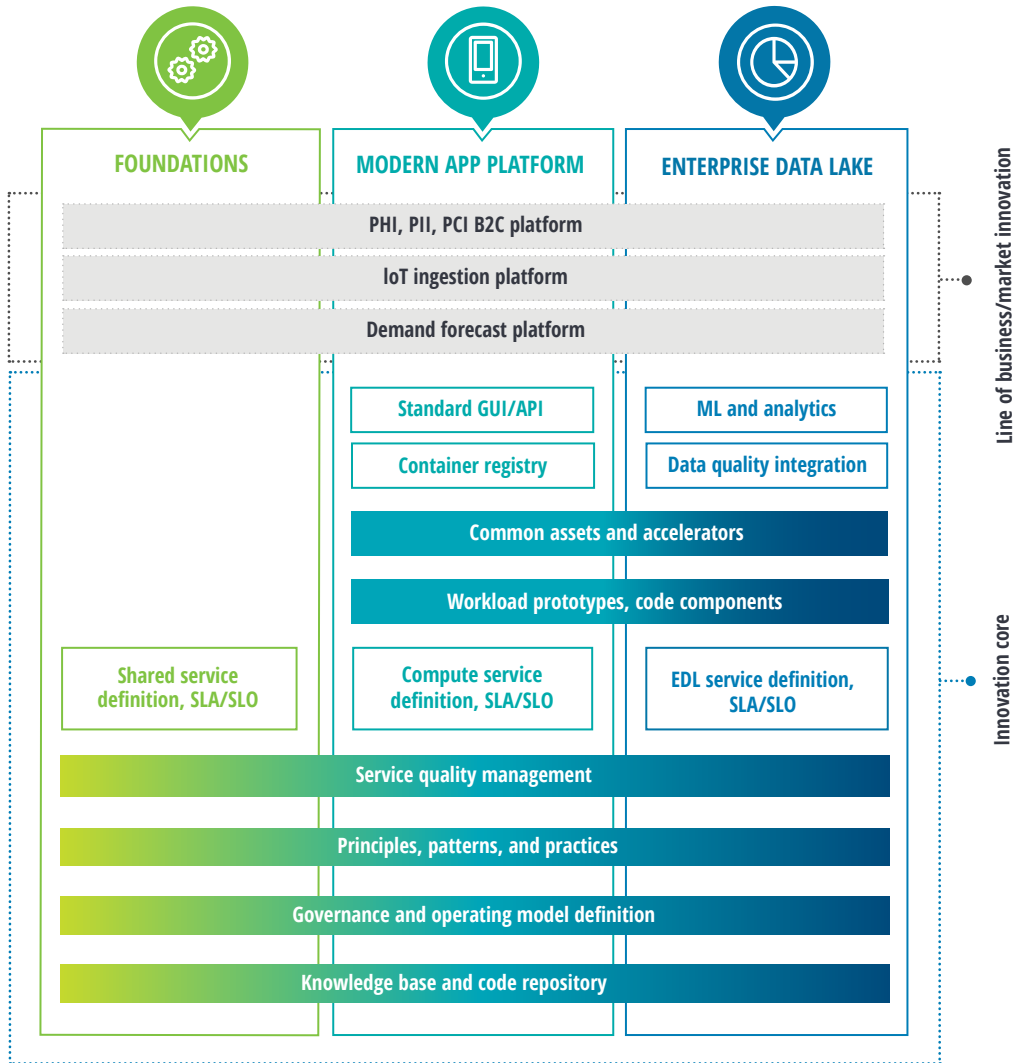 FOUNDATIONS
MODERN APP PLATFORM
ENTERPRISE DATA LAKE
PHI, PII, PCI B2C platform
IoT ingestion platform
Demand forecast platform
Line of business/market innovation
Standard GUI/API
ML and analytics
Container registry
Data quality integration
Common assets and accelerators
Workload prototypes, code components
Shared service
definition, SLA/SLO
Compute service
definition, SLA/SLO
EDL service definition,
SLA/SLO
Innovation core
Service quality management
Principles, patterns, and practices
Governance and operating model definition
Knowledge base and code repository